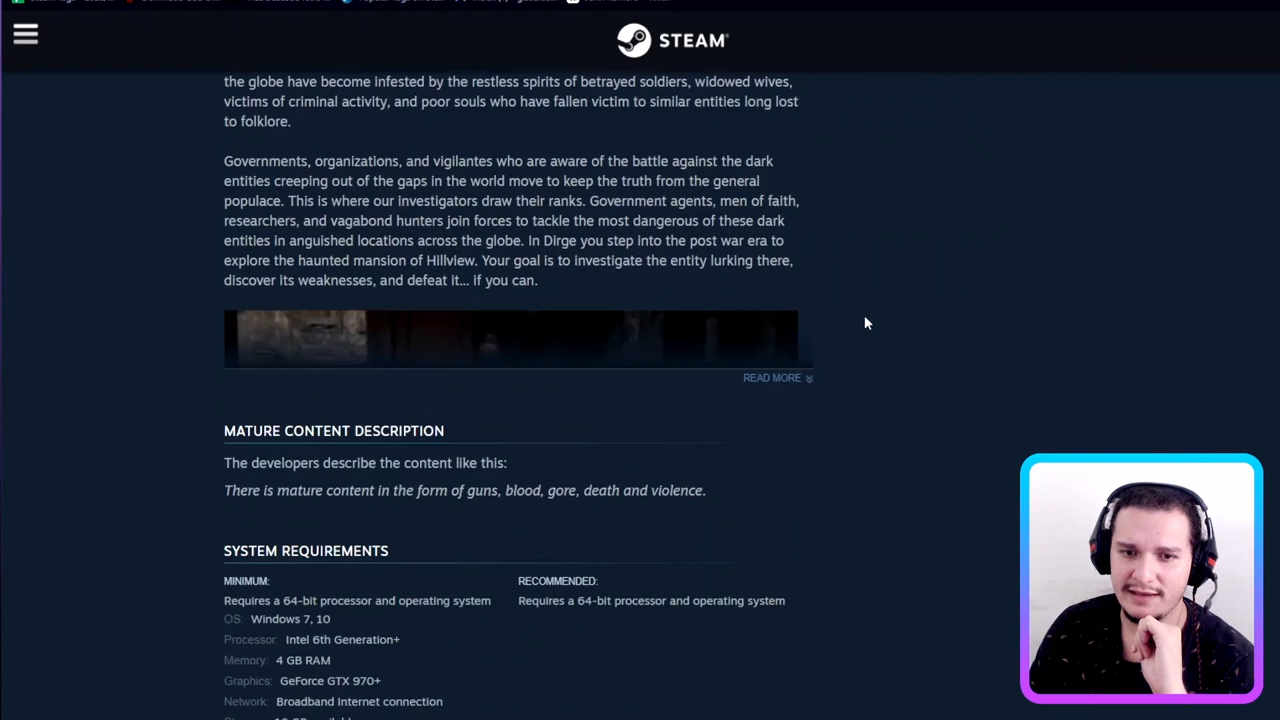 STEAM
the globe have become infested by the restless spirits of betrayed soldiers, widowed wives,
victims of criminal activity, and poor souls who have fallen victim to similar entities long lost
to folklore.
Governments, organizations, and vigilantes who are aware of the battle against the dark
entities creeping out of the gaps in the world move to keep the truth from the general
populace. This is where our investigators draw their ranks. Government agents, men of faith,
researchers, and vagabond hunters join forces to tackle the most dangerous of these dark
entities in anguished locations across the globe. In Dirge you step into the post war era to
explore the haunted mansion of Hillview. Your goal is to investigate the entity lurking there,
discover its weaknesses, and defeat it... if you can.
READ MORE
MATURE CONTENT DESCRIPTION
The developers describe the content like this:
There is mature content in the form of guns, blood, gore, death and violence.
SYSTEM REQUIREMENTS
MINIMUM:
Requires a 64-bit processor and operating system
OS: Windows 7, 10
Processor: Intel 6th Generation+
Memory: 4 GB RAM
Graphics: GeForce GTX 970+
Network: Broadband Internet connection
RECOMMENDED:
Requires a 64-bit processor and operating system